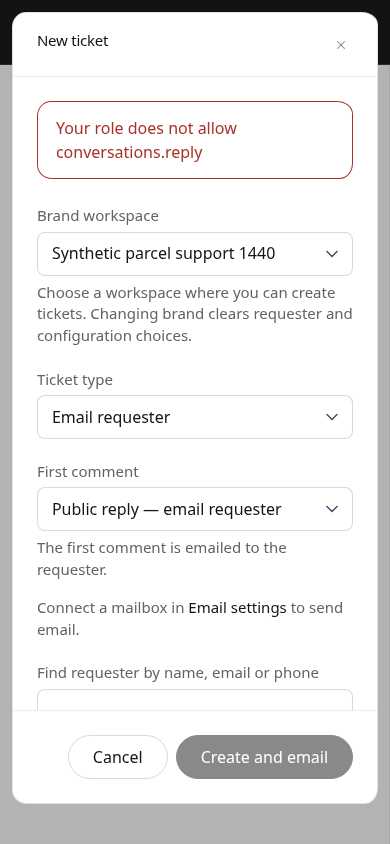 New ticket
Your role does not allow
conversations.reply
Brand workspace
Synthetic parcel support 1440
Choose a workspace where you can create
tickets. Changing brand clears requester and
configuration choices.
Ticket type
Email requester
First comment
Public reply — email requester
The first comment is emailed to the
requester.
Connect a mailbox in Email settings to send
email.
Find requester by name, email or phone
Cancel
Create and email